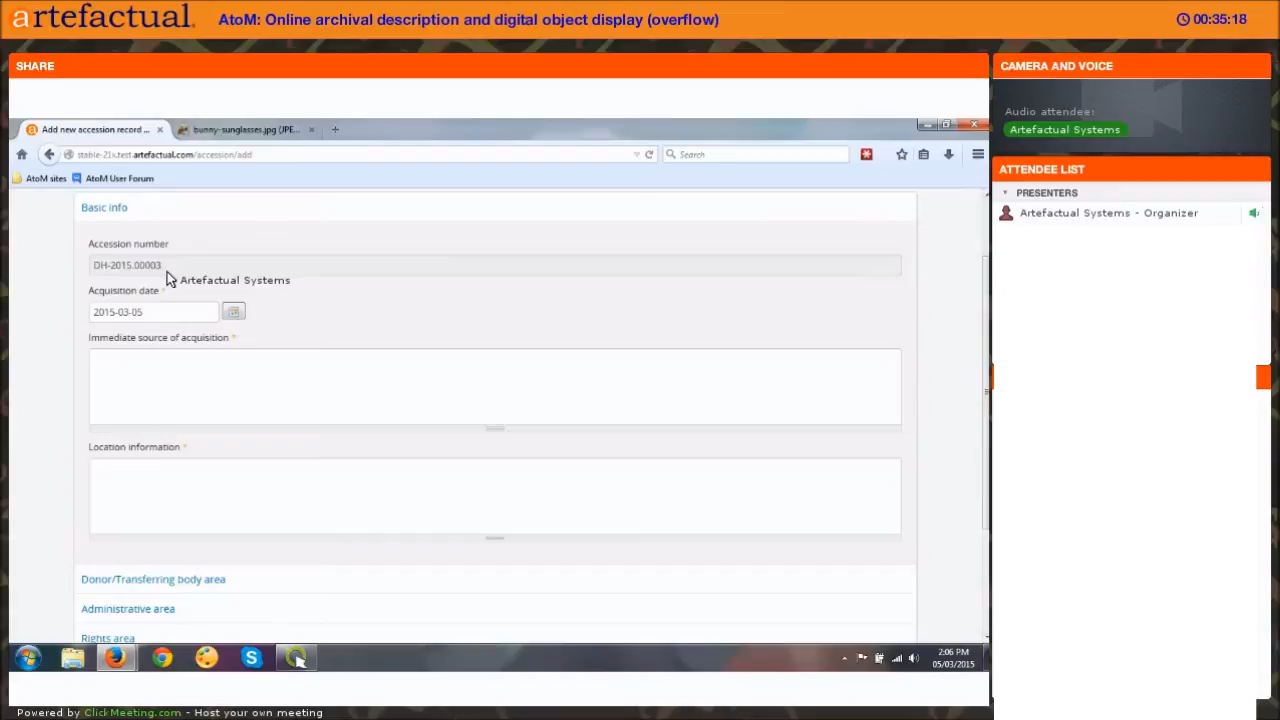 artefactual
AtoM: Online archival description and digital object display (overflow)
00:35:18
SHARE
CAMERA AND VOICE
Audio attendee:
Artefactual Systems
ATTENDEE LIST
PRESENTERS
Artefactual Systems - Organizer
Add new accession record ...
bunny-sunglasses.jpg (JPE...
stable-21x.test.artefactual.com/accession/add
Search
AtoM sites
AtoM User Forum
Basic info
Accession number
DH-2015.00003
Artefactual Systems
Acquisition date *
2015-03-05
Immediate source of acquisition *
Location information *
Donor/Transferring body area
Administrative area
Rights area
2:06 PM
05/03/2015
Powered by ClickMeeting.com - Host your own meeting